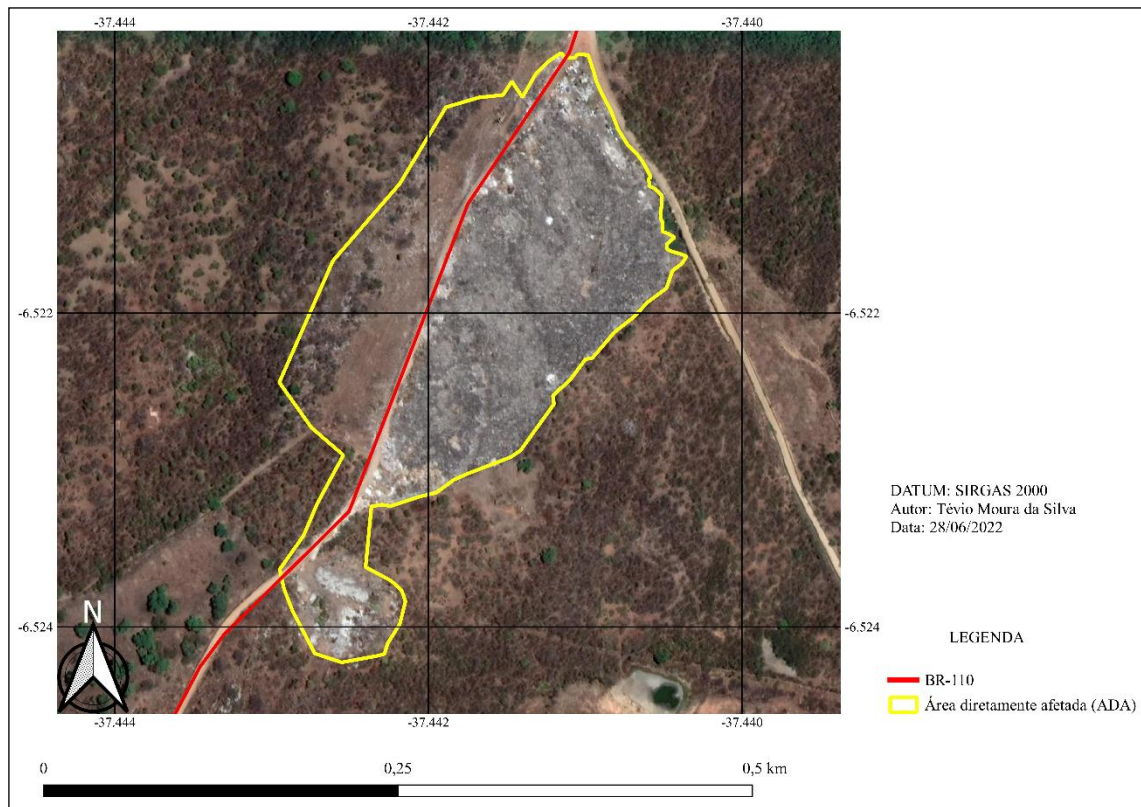 -37.444
-37.442
-37.440
-6.522
-6.522
-6.524
-6.524
DATUM: SIRGAS 2000
Autor: Tévio Moura da Silva
Data: 28/06/2022
LEGENDA
BR-110
Área diretamente afetada (ADA)
N
-37.444
-37.442
-37.440
0
0,25
0,5 km